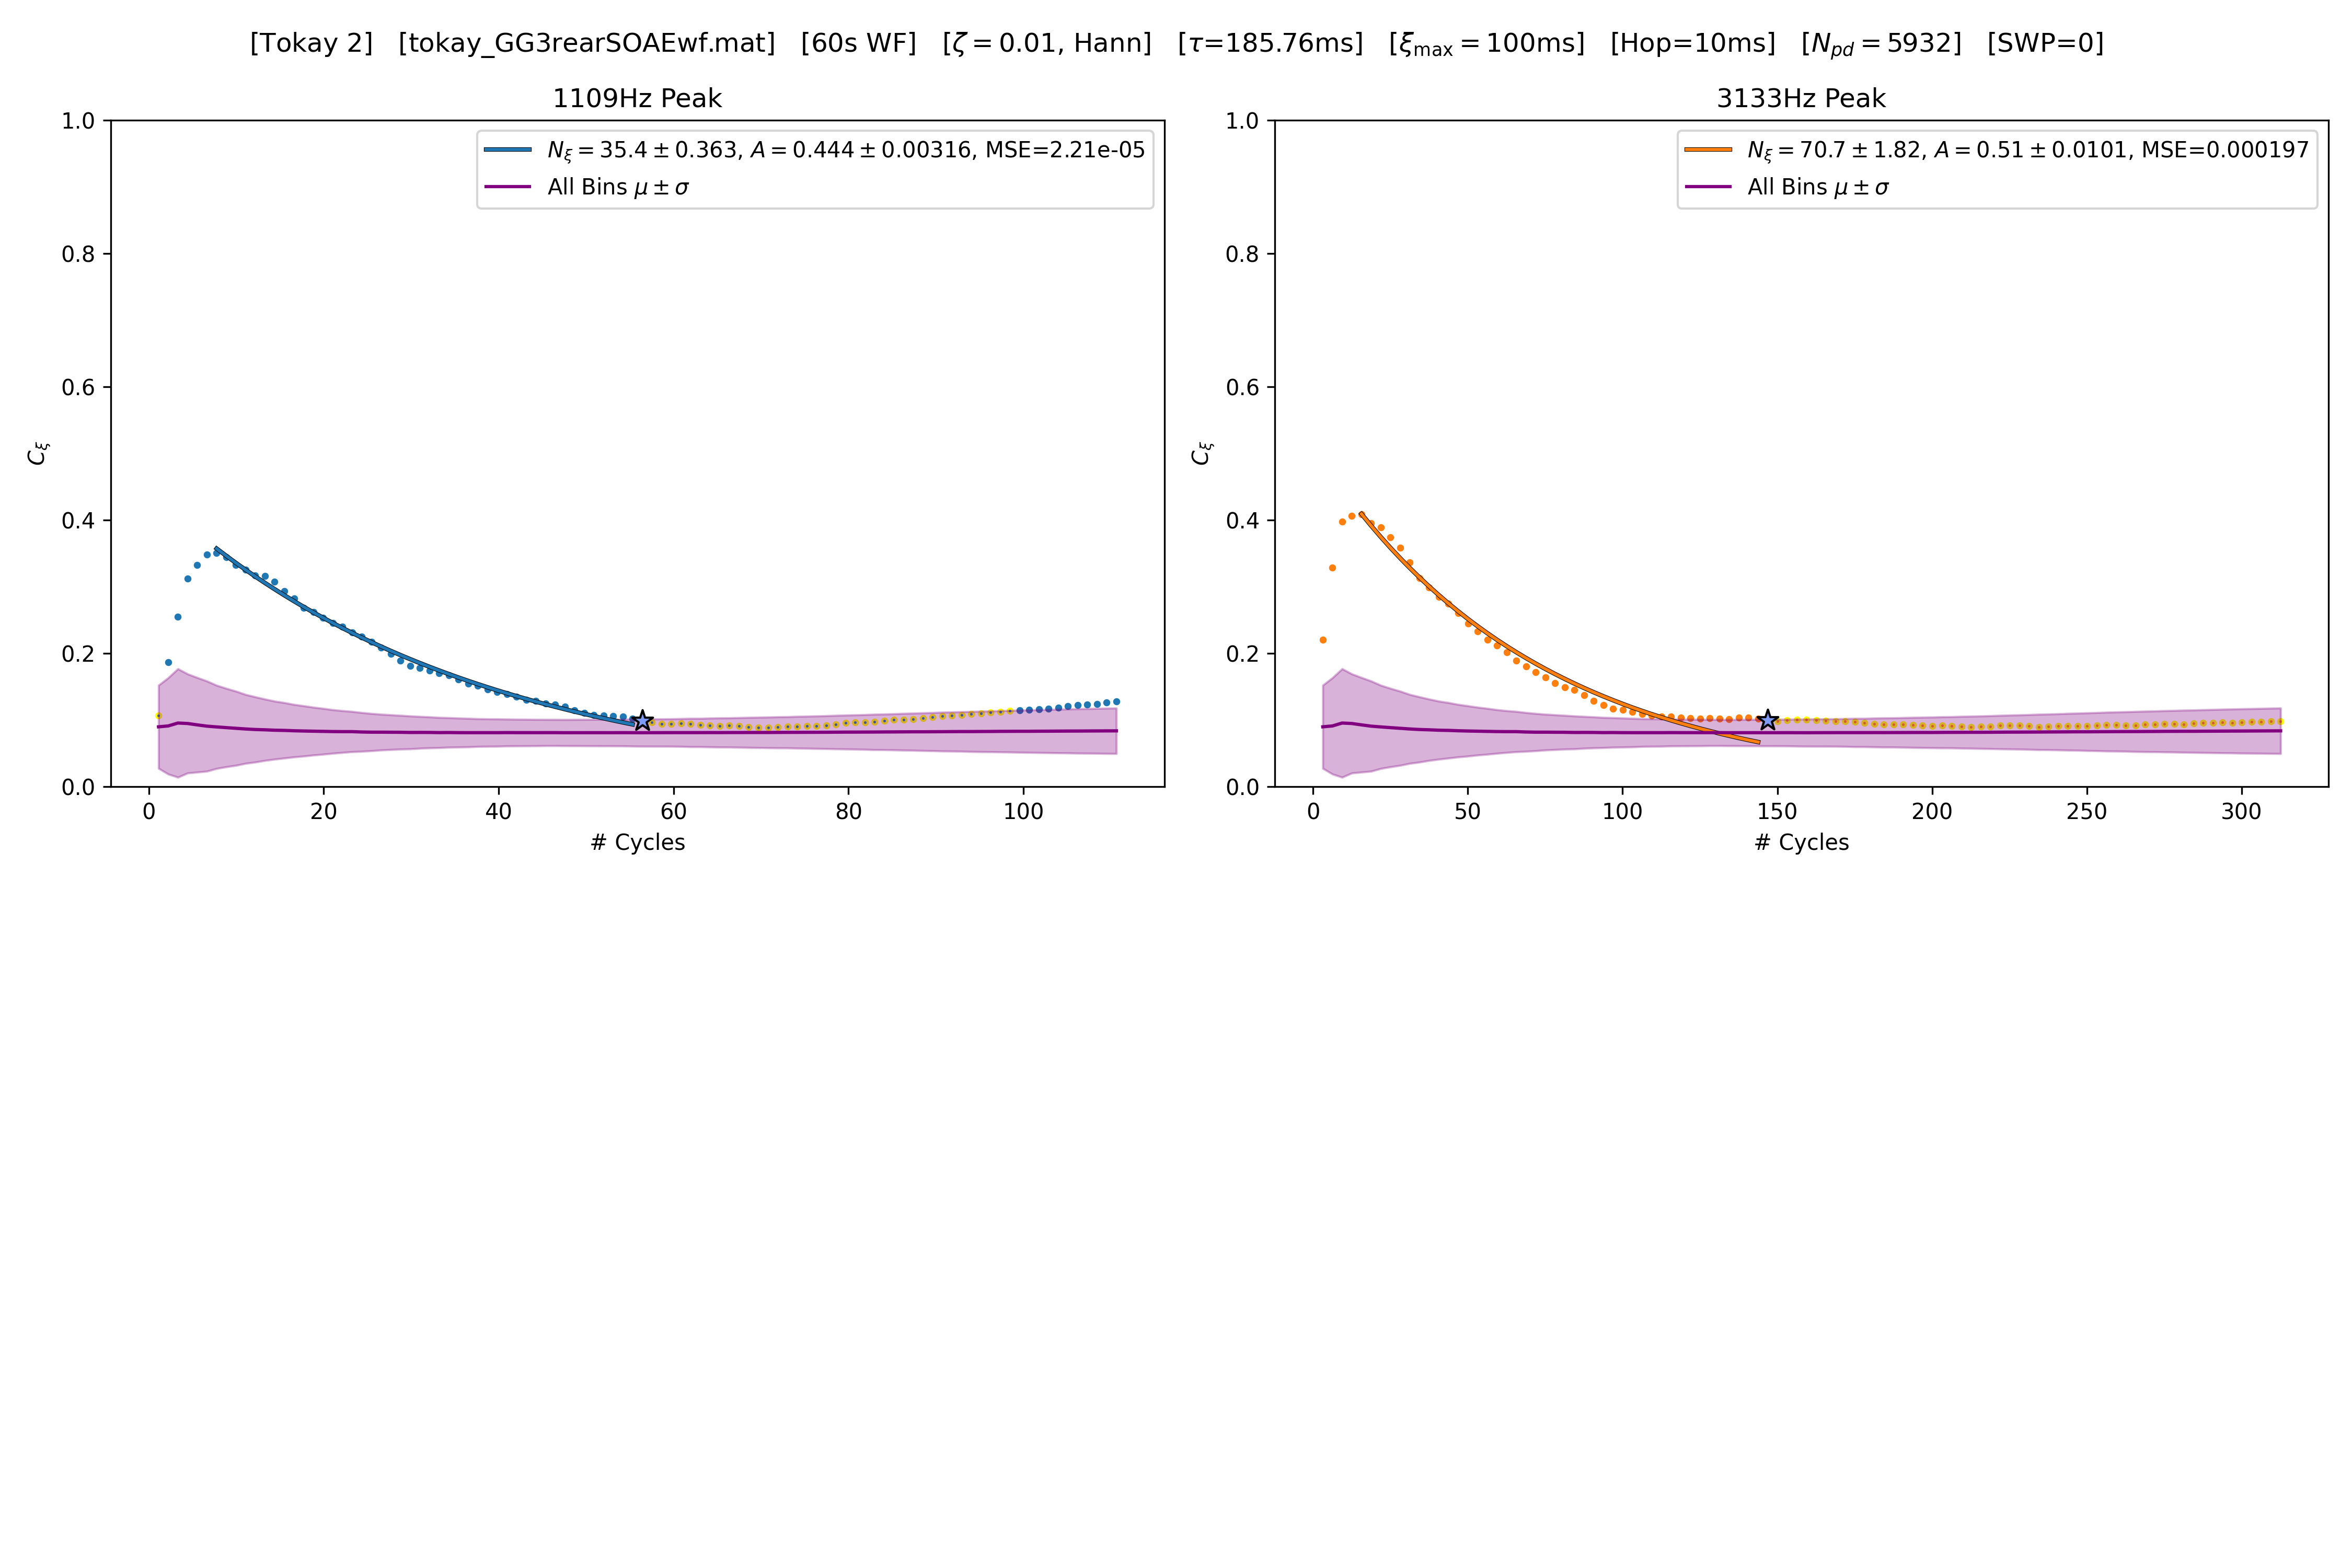 [Tokay 2] [tokay_GG3rearSOAEwf.mat] [60s WF] [ζ = 0.01, Hann] [τ=185.76ms] [ξmax = 100ms] [Hop=10ms] [Npd = 5932] [SWP=0]
1109Hz Peak
Nξ = 35.4 ± 0.363, A = 0.444 ± 0.00316, MSE=2.21e-05
All Bins μ ± σ
1.0
0.8
0.6
0.4
0.2
0.0
Cξ
0 20 40 60 80 100
# Cycles
3133Hz Peak
Nξ = 70.7 ± 1.82, A = 0.51 ± 0.0101, MSE=0.000197
All Bins μ ± σ
1.0
0.8
0.6
0.4
0.2
0.0
Cξ
0 50 100 150 200 250 300
# Cycles